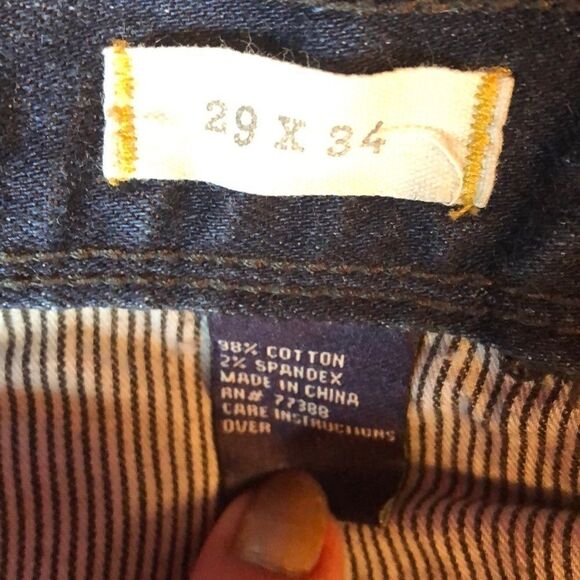 29 X 34
98% COTTON
2% SPANDEX
MADE IN CHINA
RN# 77388
CARE INSTRUCTIONS
OVER